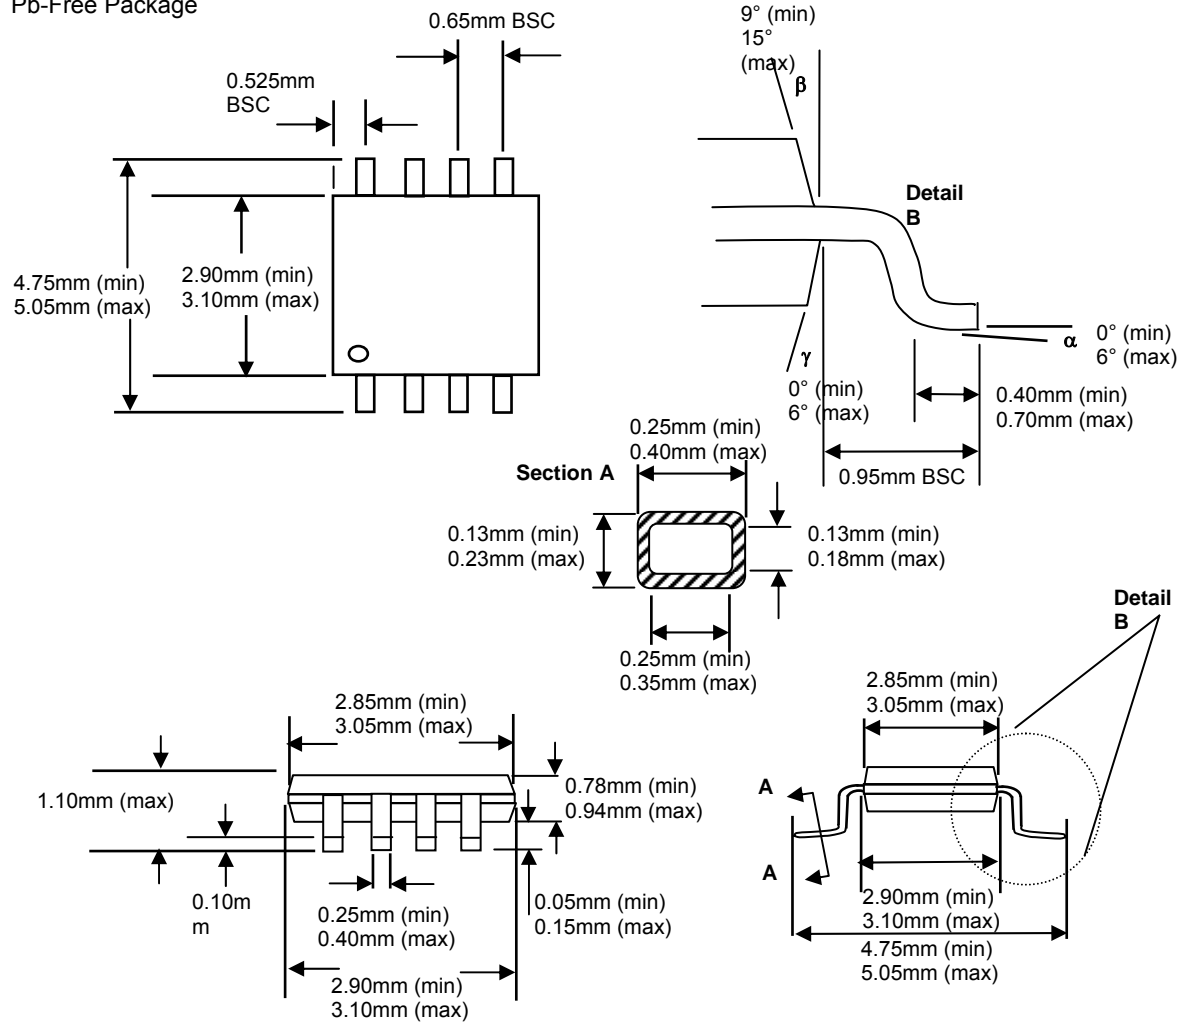 Pb-Free Package
0.65mm BSC
0.525mm
BSC
4.75mm (min)
5.05mm (max)
2.90mm (min)
3.10mm (max)
9° (min)
15°
(max)
β
Detail
B
α
0° (min)
6° (max)
γ
0° (min)
6° (max)
0.40mm (min)
0.70mm (max)
0.95mm BSC
Section A
0.25mm (min)
0.40mm (max)
0.13mm (min)
0.23mm (max)
0.13mm (min)
0.18mm (max)
0.25mm (min)
0.35mm (max)
2.85mm (min)
3.05mm (max)
1.10mm (max)
0.78mm (min)
0.94mm (max)
0.10m
m
0.25mm (min)
0.40mm (max)
0.05mm (min)
0.15mm (max)
2.90mm (min)
3.10mm (max)
Detail
B
2.85mm (min)
3.05mm (max)
A
A
2.90mm (min)
3.10mm (max)
4.75mm (min)
5.05mm (max)